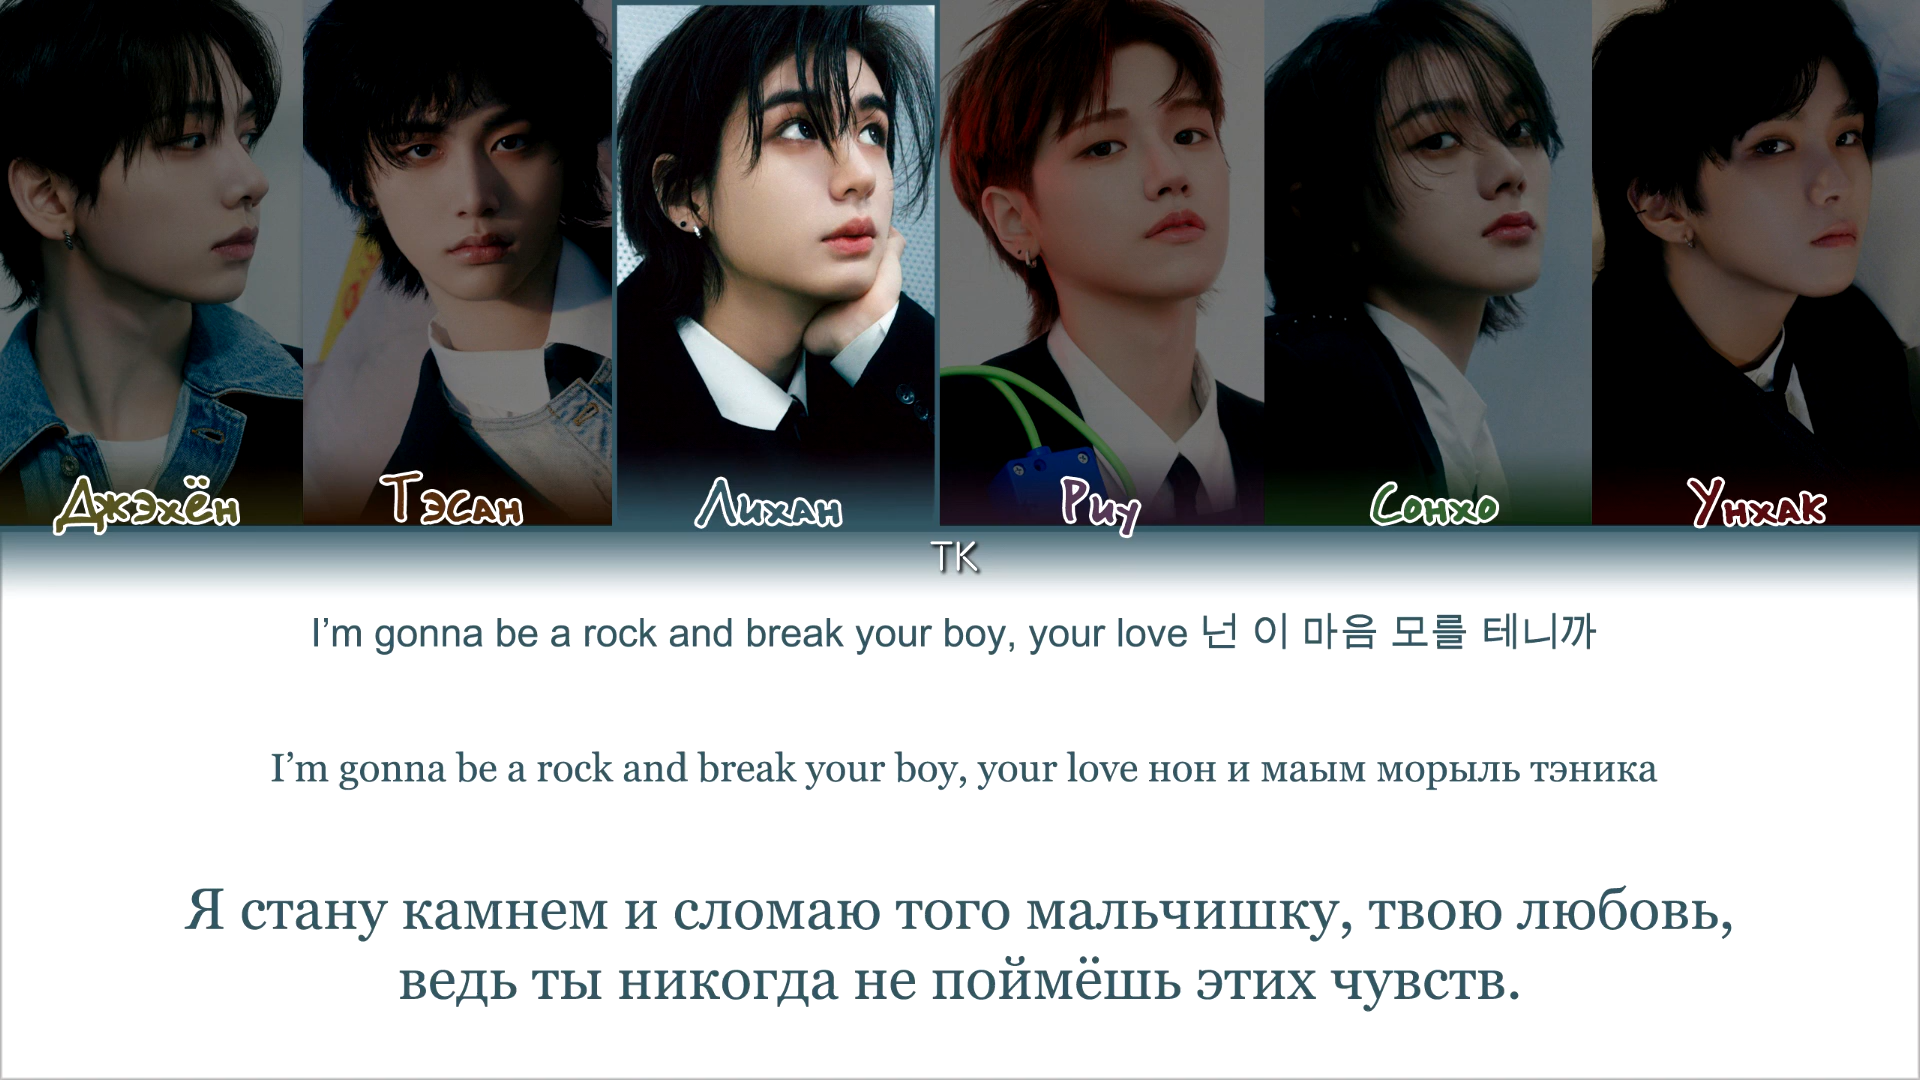 Джэхён
Тэсан
Лихан
Риу
Сонхо
Унхак
TK
I’m gonna be a rock and break your boy, your love 넌 이 마음 모를 테니까
I’m gonna be a rock and break your boy, your love нон и маым морыль тэника
Я стану камнем и сломаю того мальчишку, твою любовь,
ведь ты никогда не поймёшь этих чувств.